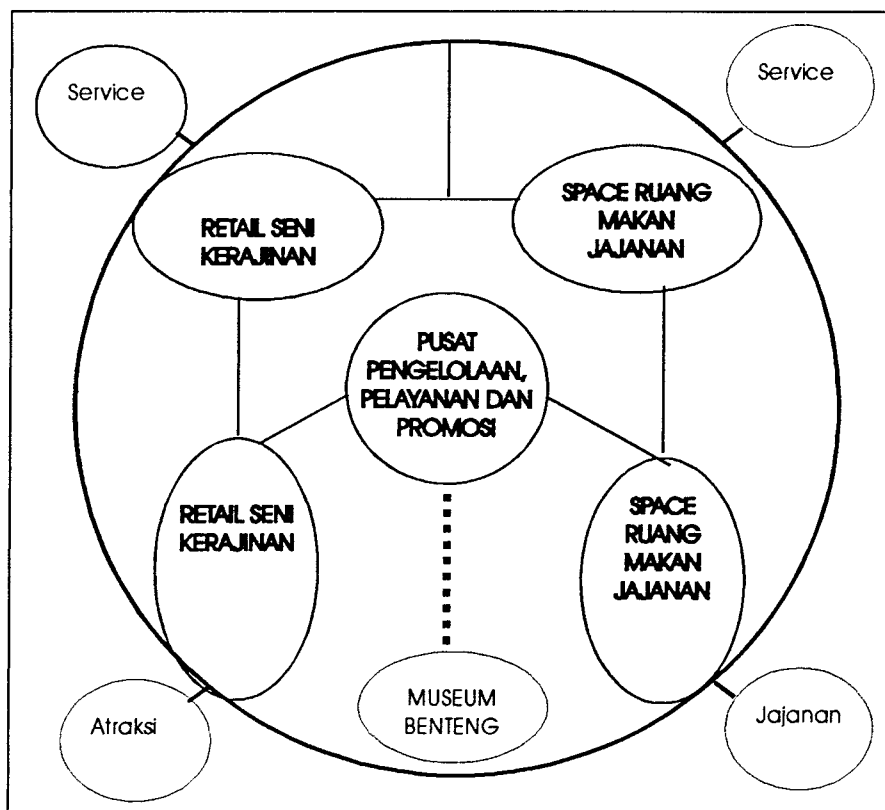 Service
Service
RETAIL SENI
KERAJINAN
SPACE RUANG
MAKAN
JAJANAN
PUSAT
PENGELOLAAN,
PELAYANAN DAN
PROMOSI
RETAIL SENI
KERAJINAN
SPACE
RUANG
MAKAN
JAJANAN
MUSEUM
BENTENG
Atraksi
Jajanan